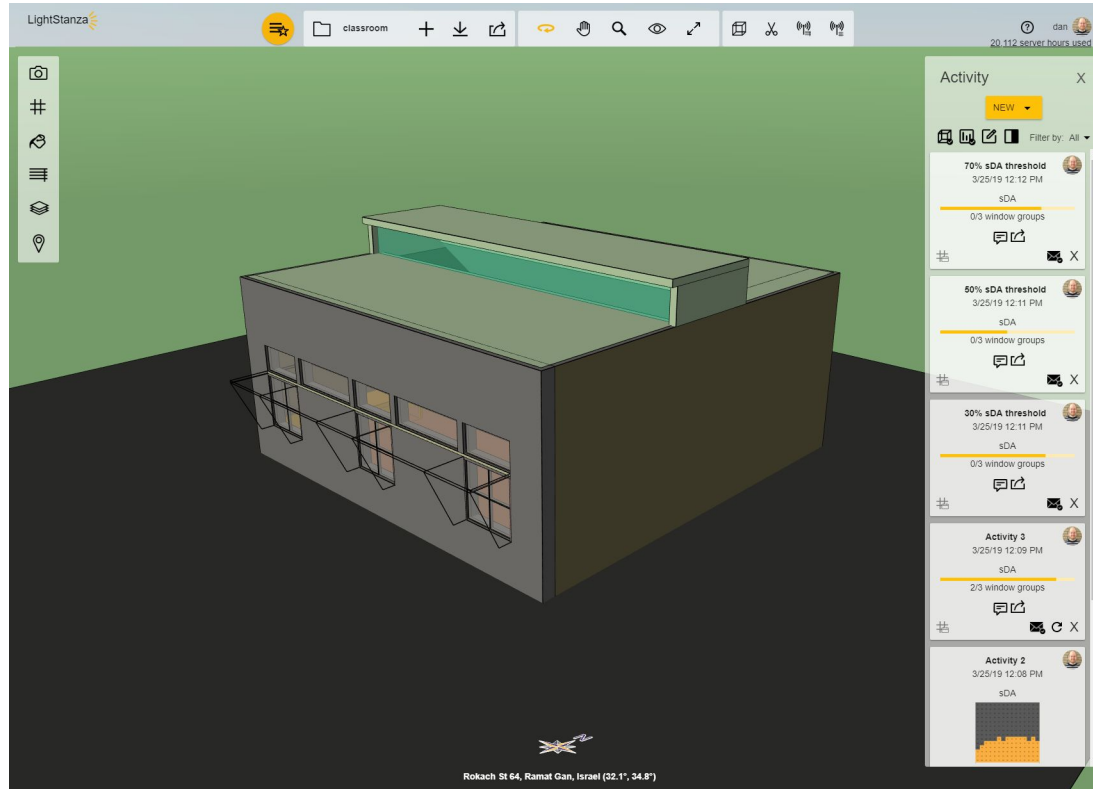 LightStanza
classroom
dan
20,112 server hours used
Activity X
NEW
Filter by: All
70% sDA threshold
3/25/19 12:12 PM
sDA
0/3 window groups
X
50% sDA threshold
3/25/19 12:11 PM
sDA
0/3 window groups
X
30% sDA threshold
3/25/19 12:11 PM
sDA
0/3 window groups
X
Activity 3
3/25/19 12:09 PM
sDA
2/3 window groups
X
Activity 2
3/25/19 12:08 PM
sDA
Rokach St 64, Ramat Gan, Israel (32.1°, 34.8°)